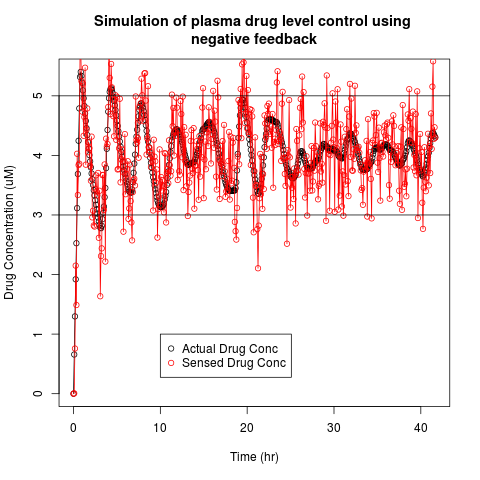 Simulation of plasma drug level control using
negative feedback
Drug Concentration (uM)
5
4
3
2
1
0
Actual Drug Conc
Sensed Drug Conc
0
10
20
30
40
Time (hr)